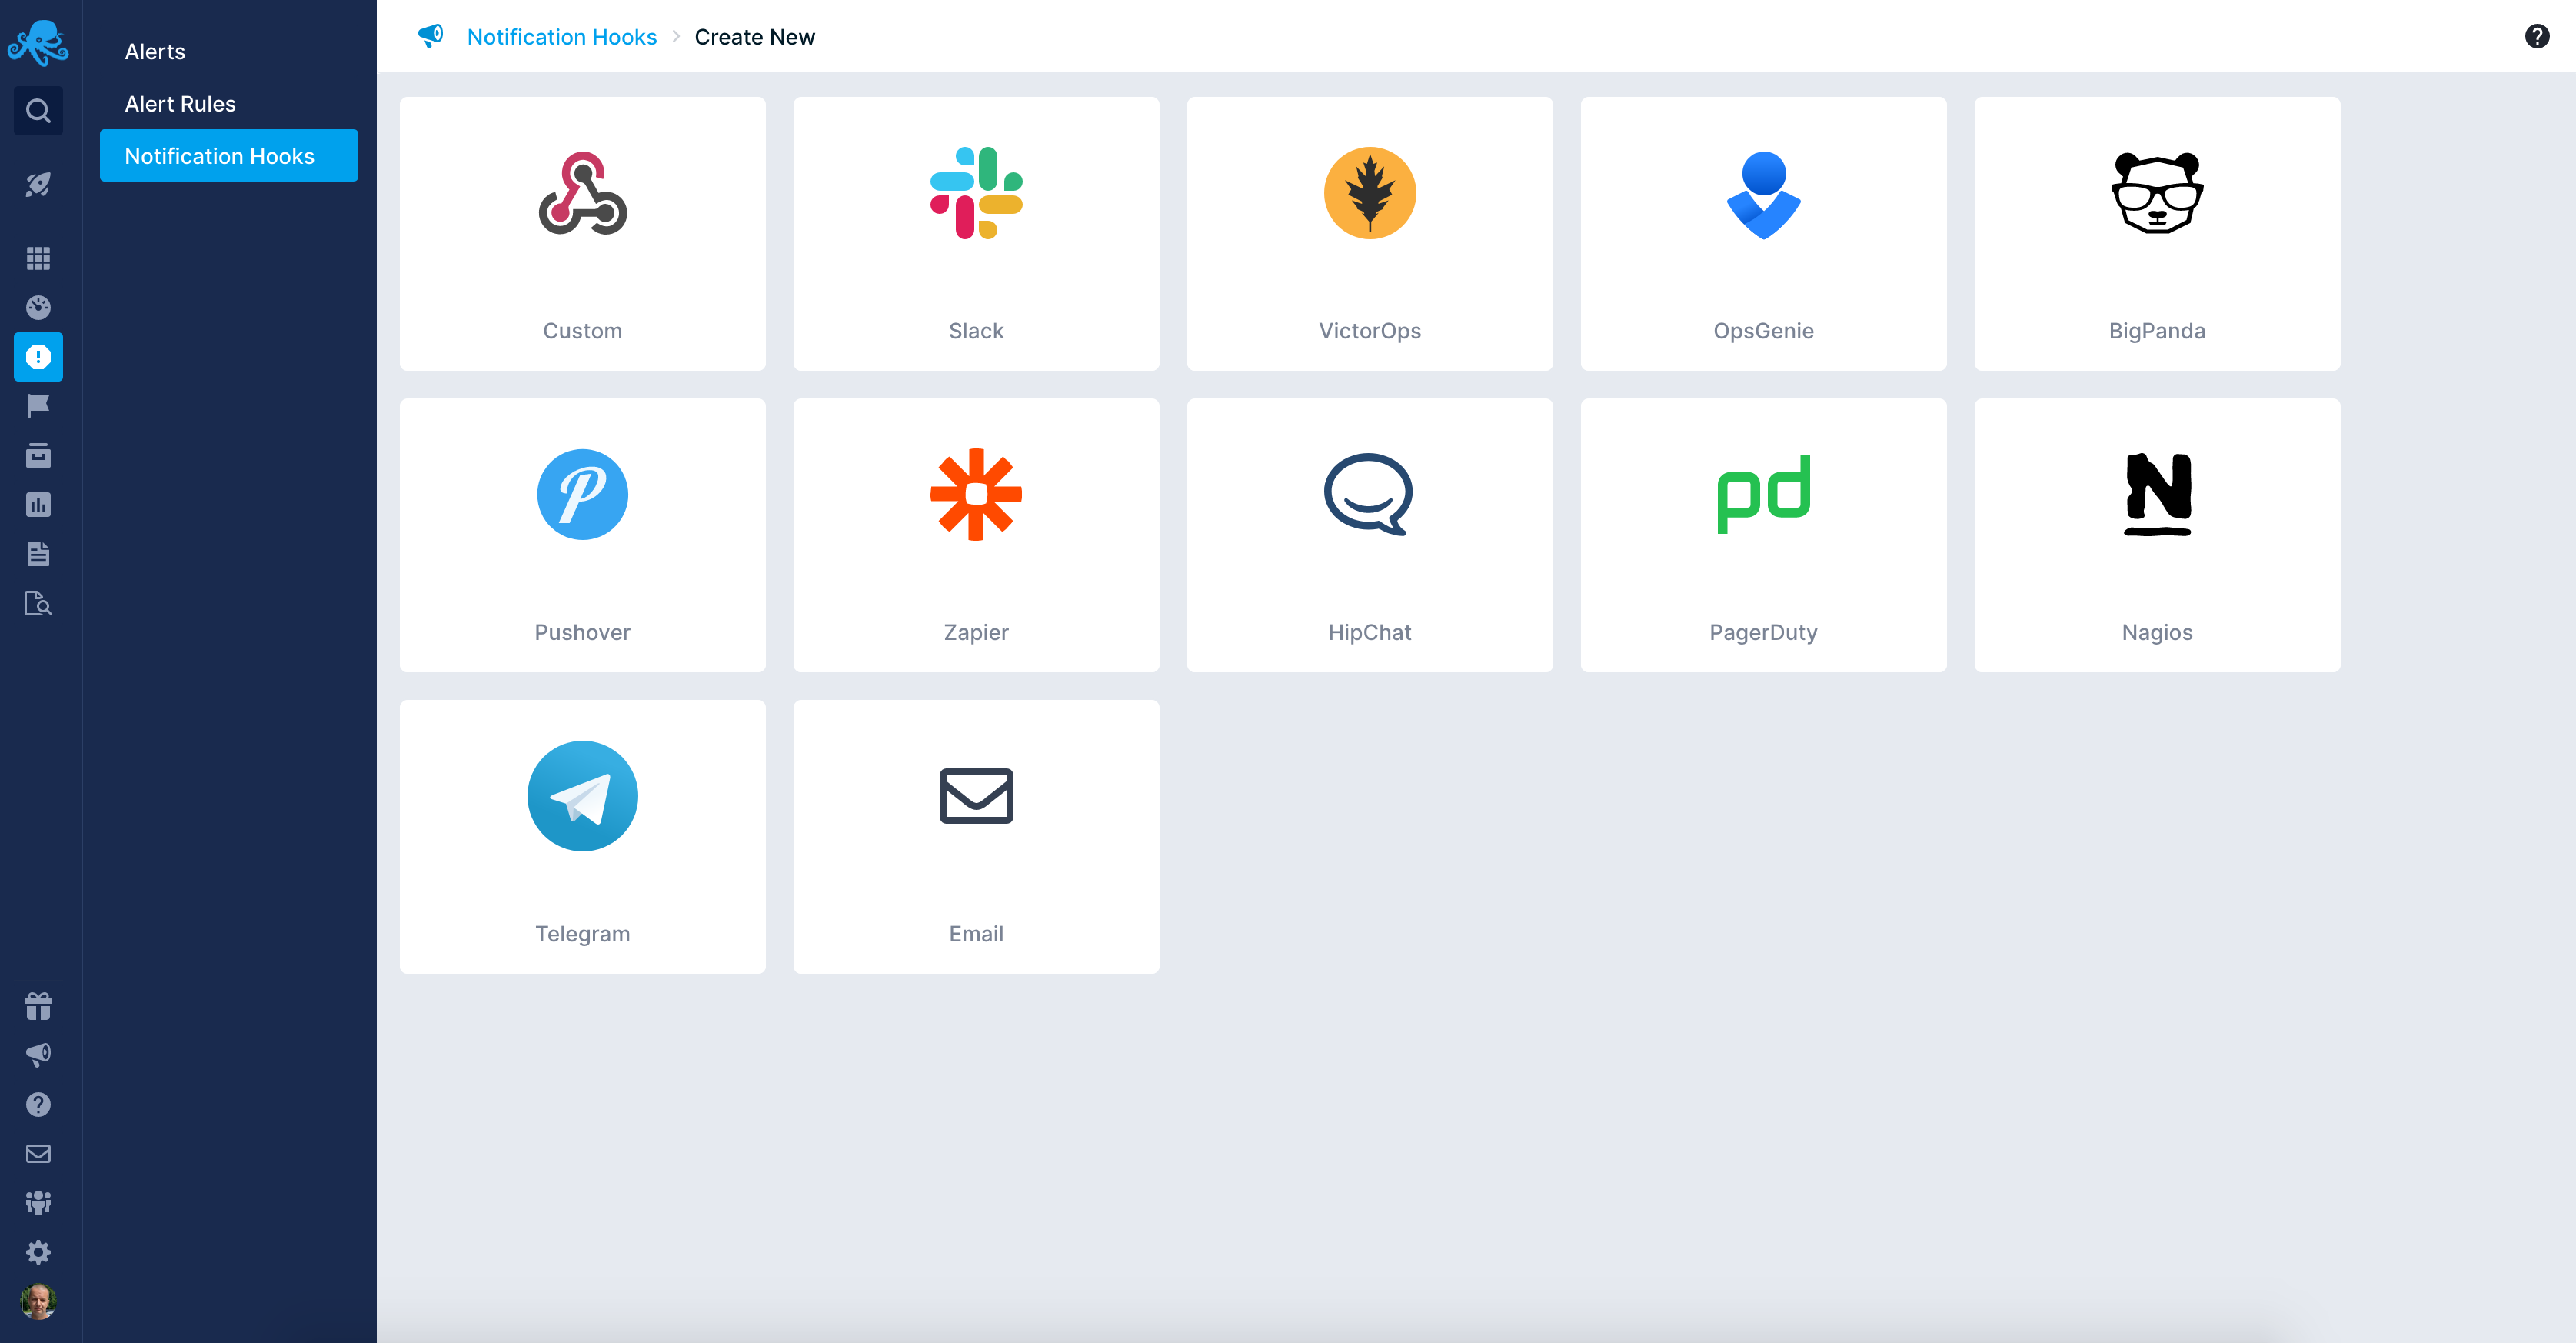 Alerts
Alert Rules
Notification Hooks
Notification Hooks > Create New
Custom
Slack
VictorOps
OpsGenie
BigPanda
Pushover
Zapier
HipChat
pd
PagerDuty
N
Nagios
Telegram
Email